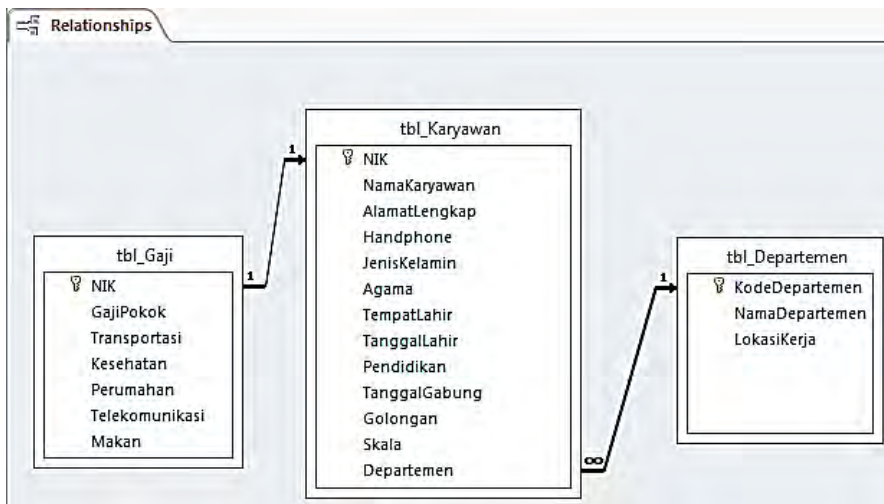 Relationships
tbl_Karyawan
NIK
NamaKaryawan
AlamatLengkap
Handphone
JenisKelamin
Agama
TempatLahir
TanggalLahir
Pendidikan
TanggalGabung
Golongan
Skala
Departemen
1
∞
tbl_Gaji
NIK
GajiPokok
Transportasi
Kesehatan
Perumahan
Telekomunikasi
Makan
1
tbl_Departemen
KodeDepartemen
NamaDepartemen
LokasiKerja
1